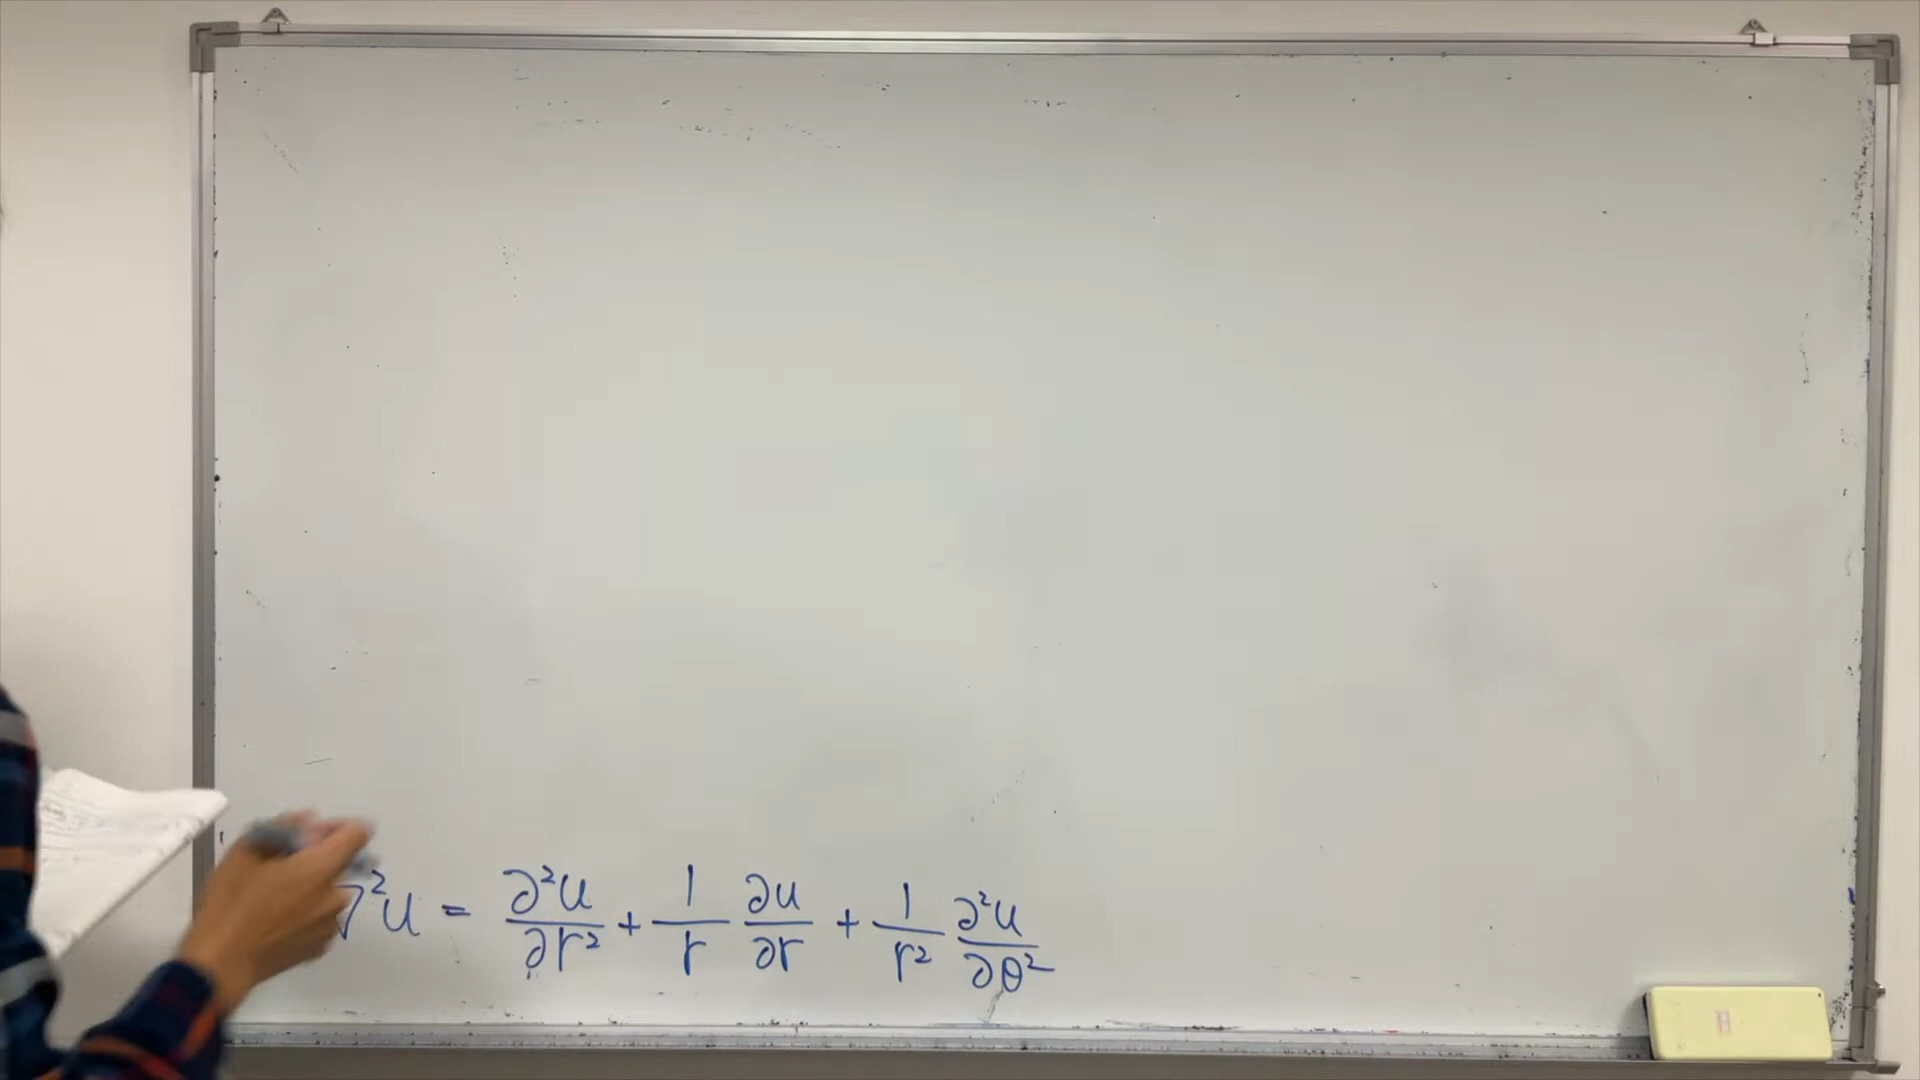 ∇²u = ∂²u/∂r² + 1/r ∂u/∂r + 1/r² ∂²u/∂θ²